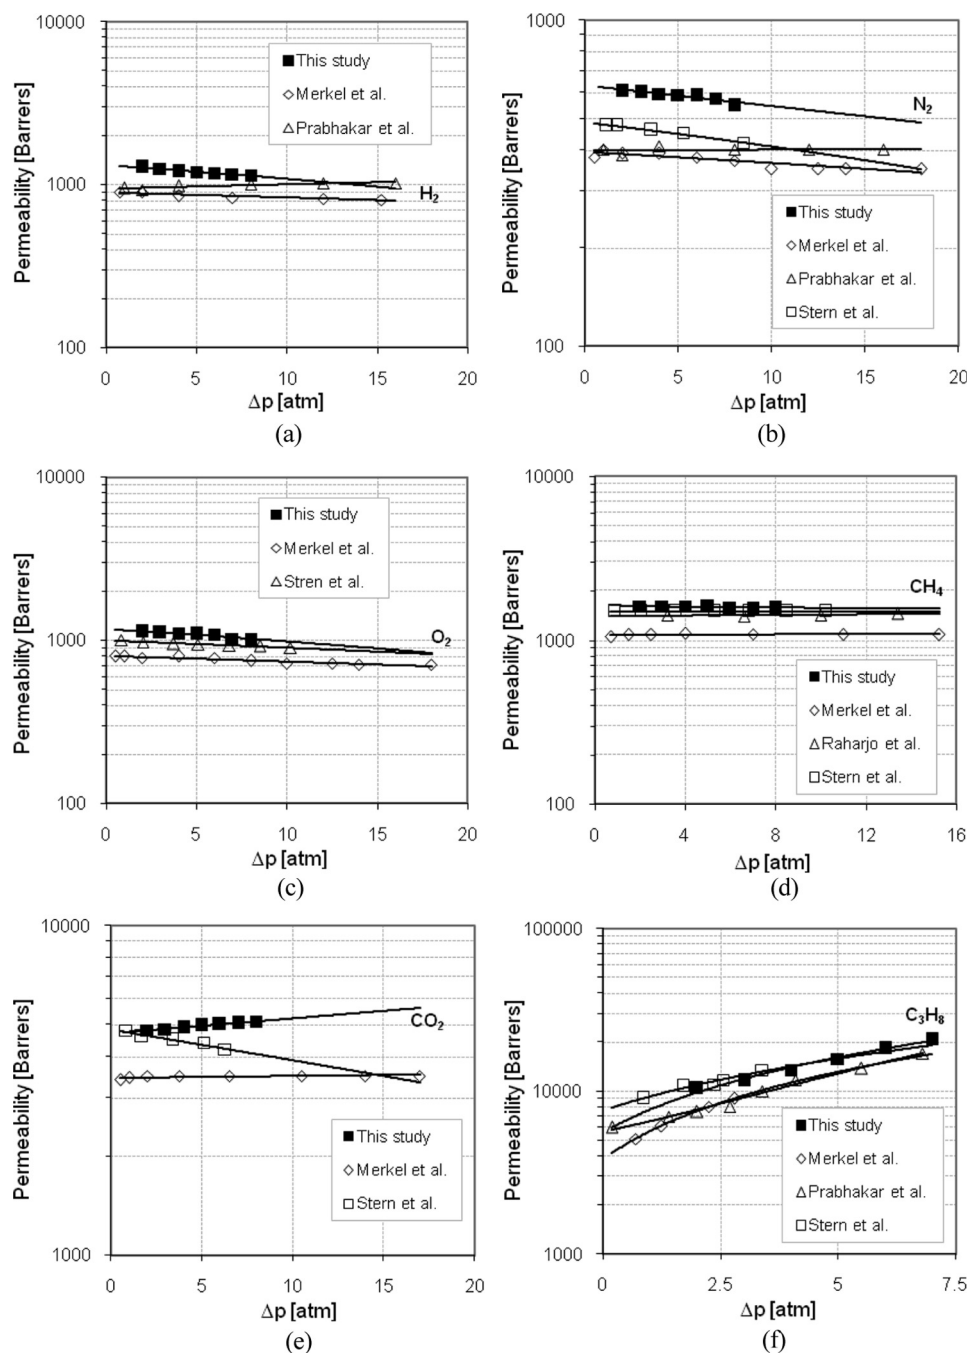 10000
1000
100
Permeability [Barrers]
This study
Merkel et al.
Prabhakar et al.
H2
0 5 10 15 20
Δp [atm]
(a)
1000
100
Permeability [Barrers]
N2
This study
Merkel et al.
Prabhakar et al.
Stern et al.
0 5 10 15 20
Δp [atm]
(b)
10000
1000
100
Permeability [Barrers]
This study
Merkel et al.
Stren et al.
O2
0 5 10 15 20
Δp [atm]
(c)
10000
1000
100
Permeability [Barrers]
CH4
This study
Merkel et al.
Raharjo et al.
Stern et al.
0 4 8 12 16
Δp [atm]
(d)
10000
1000
Permeability [Barrers]
CO2
This study
Merkel et al.
Stern et al.
0 5 10 15 20
Δp [atm]
(e)
100000
10000
1000
Permeability [Barrers]
C3H8
This study
Merkel et al.
Prabhakar et al.
Stern et al.
0 2.5 5 7.5
Δp [atm]
(f)